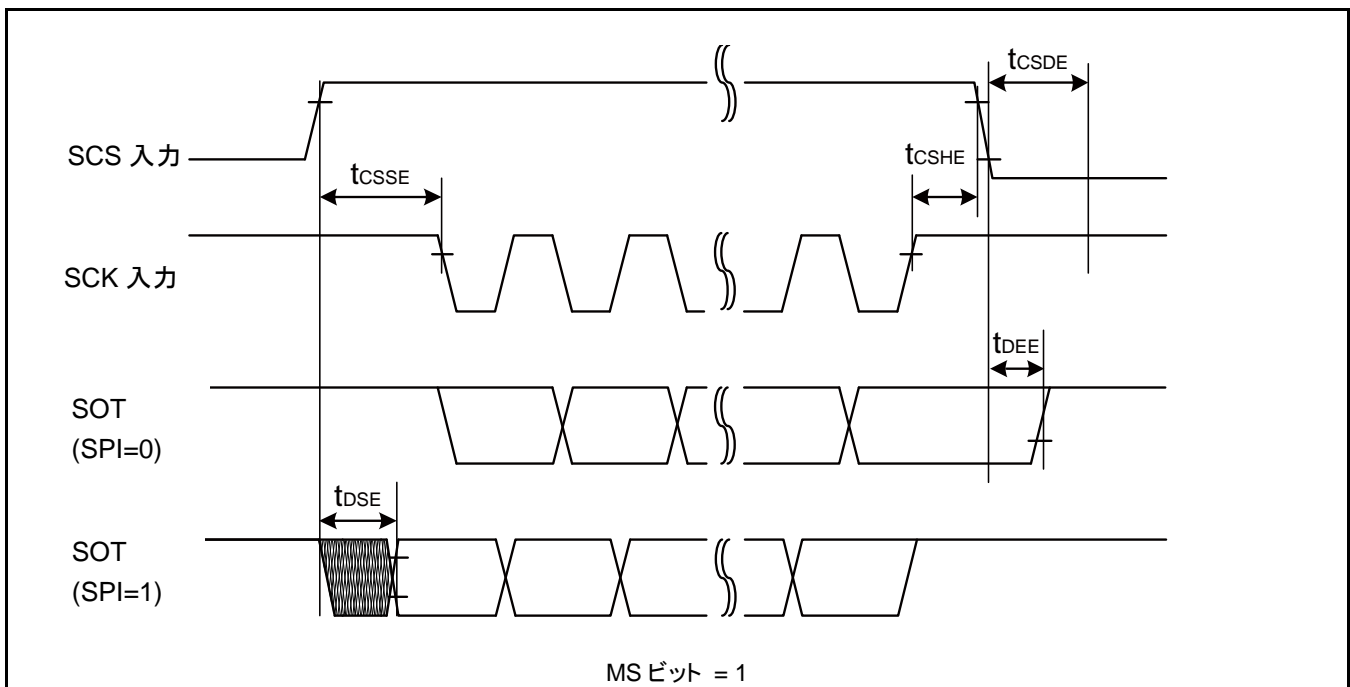 tCSDE
SCS 入力
tCSHE
tCSSE
SCK 入力
tDEE
SOT
(SPI=0)
tDSE
SOT
(SPI=1)
MS ビット = 1